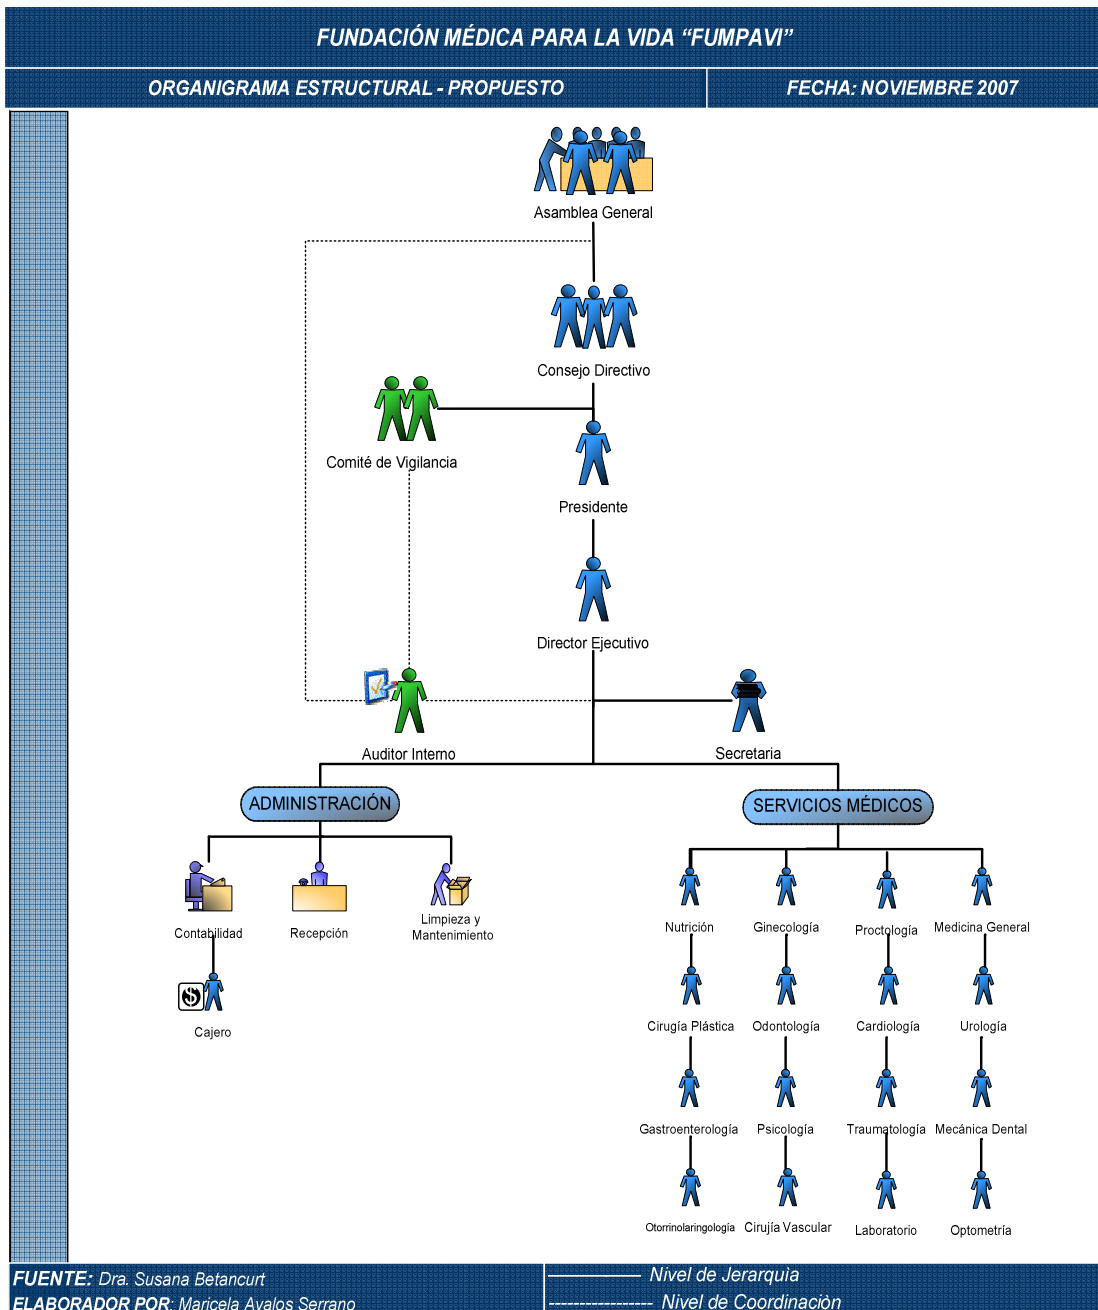 FUNDACIÓN MÉDICA PARA LA VIDA “FUMPAVI”
ORGANIGRAMA ESTRUCTURAL - PROPUESTO
FECHA: NOVIEMBRE 2007
Asamblea General
Consejo Directivo
Comité de Vigilancia
Presidente
Director Ejecutivo
Auditor Interno
Secretaria
ADMINISTRACIÓN
SERVICIOS MÉDICOS
Contabilidad
Recepción
Limpieza y
Mantenimiento
Cajero
Nutrición
Ginecología
Proctología
Medicina General
Cirugía Plástica
Odontología
Cardiología
Urología
Gastroenterología
Psicología
Traumatología
Mecánica Dental
Otorrinolaringología
Cirujía Vascular
Laboratorio
Optometría
FUENTE: Dra. Susana Betancurt
ELABORADOR POR: Maricela Avalos Serrano
Nivel de Jerarquìa
Nivel de Coordinaciòn